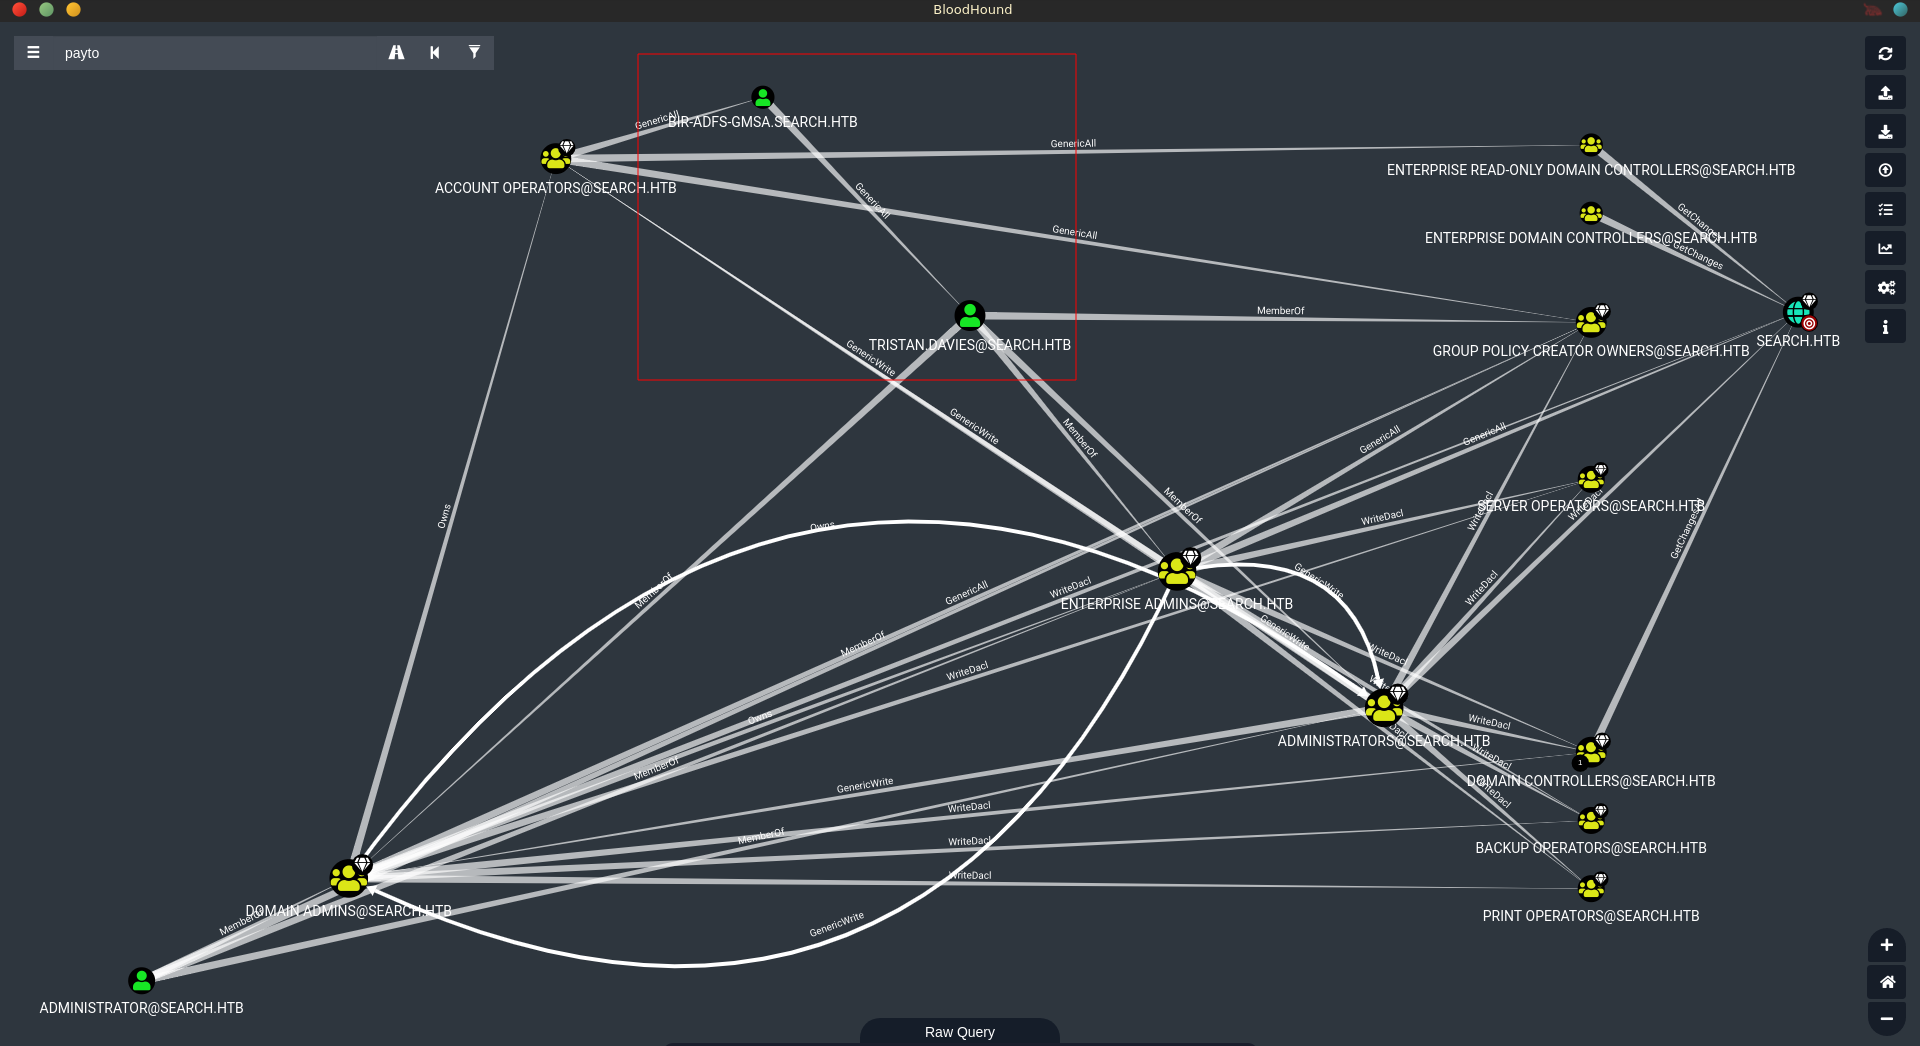 BloodHound
payto
GenericAll
BIR-ADFS-GMSA.SEARCH.HTB
GenericAll
ENTERPRISE READ-ONLY DOMAIN CONTROLLERS@SEARCH.HTB
ACCOUNT OPERATORS@SEARCH.HTB
GenericAll
GenericAll
GetChanges
ENTERPRISE DOMAIN CONTROLLERS@SEARCH.HTB
GetChanges
MemberOf
SEARCH.HTB
TRISTAN.DAVIES@SEARCH.HTB
GROUP POLICY CREATOR OWNERS@SEARCH.HTB
GenericWrite
GenericWrite
MemberOf
GenericAll
GenericAll
MemberOf
Owns
Owns
WriteDacl
WriteDacl
SERVER OPERATORS@SEARCH.HTB
WriteDacl
GetChanges
MemberOf
GenericAll
WriteDacl
GenericWrite
WriteDacl
ENTERPRISE ADMINS@SEARCH.HTB
GenericWrite
MemberOf
WriteDacl
WriteDacl
Owns
WriteDacl
ADMINISTRATORS@SEARCH.HTB
WriteDacl
MemberOf
GenericWrite
DOMAIN CONTROLLERS@SEARCH.HTB
1
WriteDacl
WriteDacl
MemberOf
WriteDacl
BACKUP OPERATORS@SEARCH.HTB
WriteDacl
DOMAIN ADMINS@SEARCH.HTB
MemberOf
GenericWrite
PRINT OPERATORS@SEARCH.HTB
ADMINISTRATOR@SEARCH.HTB
Raw Query